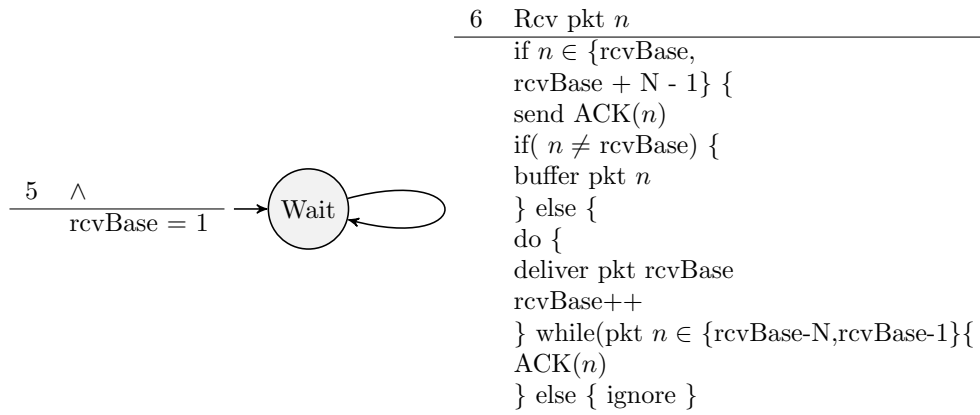 6 Rcv pkt n
if n ∈ {rcvBase,
rcvBase + N - 1} {
send ACK(n)
if( n ≠ rcvBase) {
buffer pkt n
} else {
do {
deliver pkt rcvBase
rcvBase++
} while(pkt n ∈ {rcvBase-N,rcvBase-1}{
ACK(n)
} else { ignore }
5 ∧
rcvBase = 1
Wait